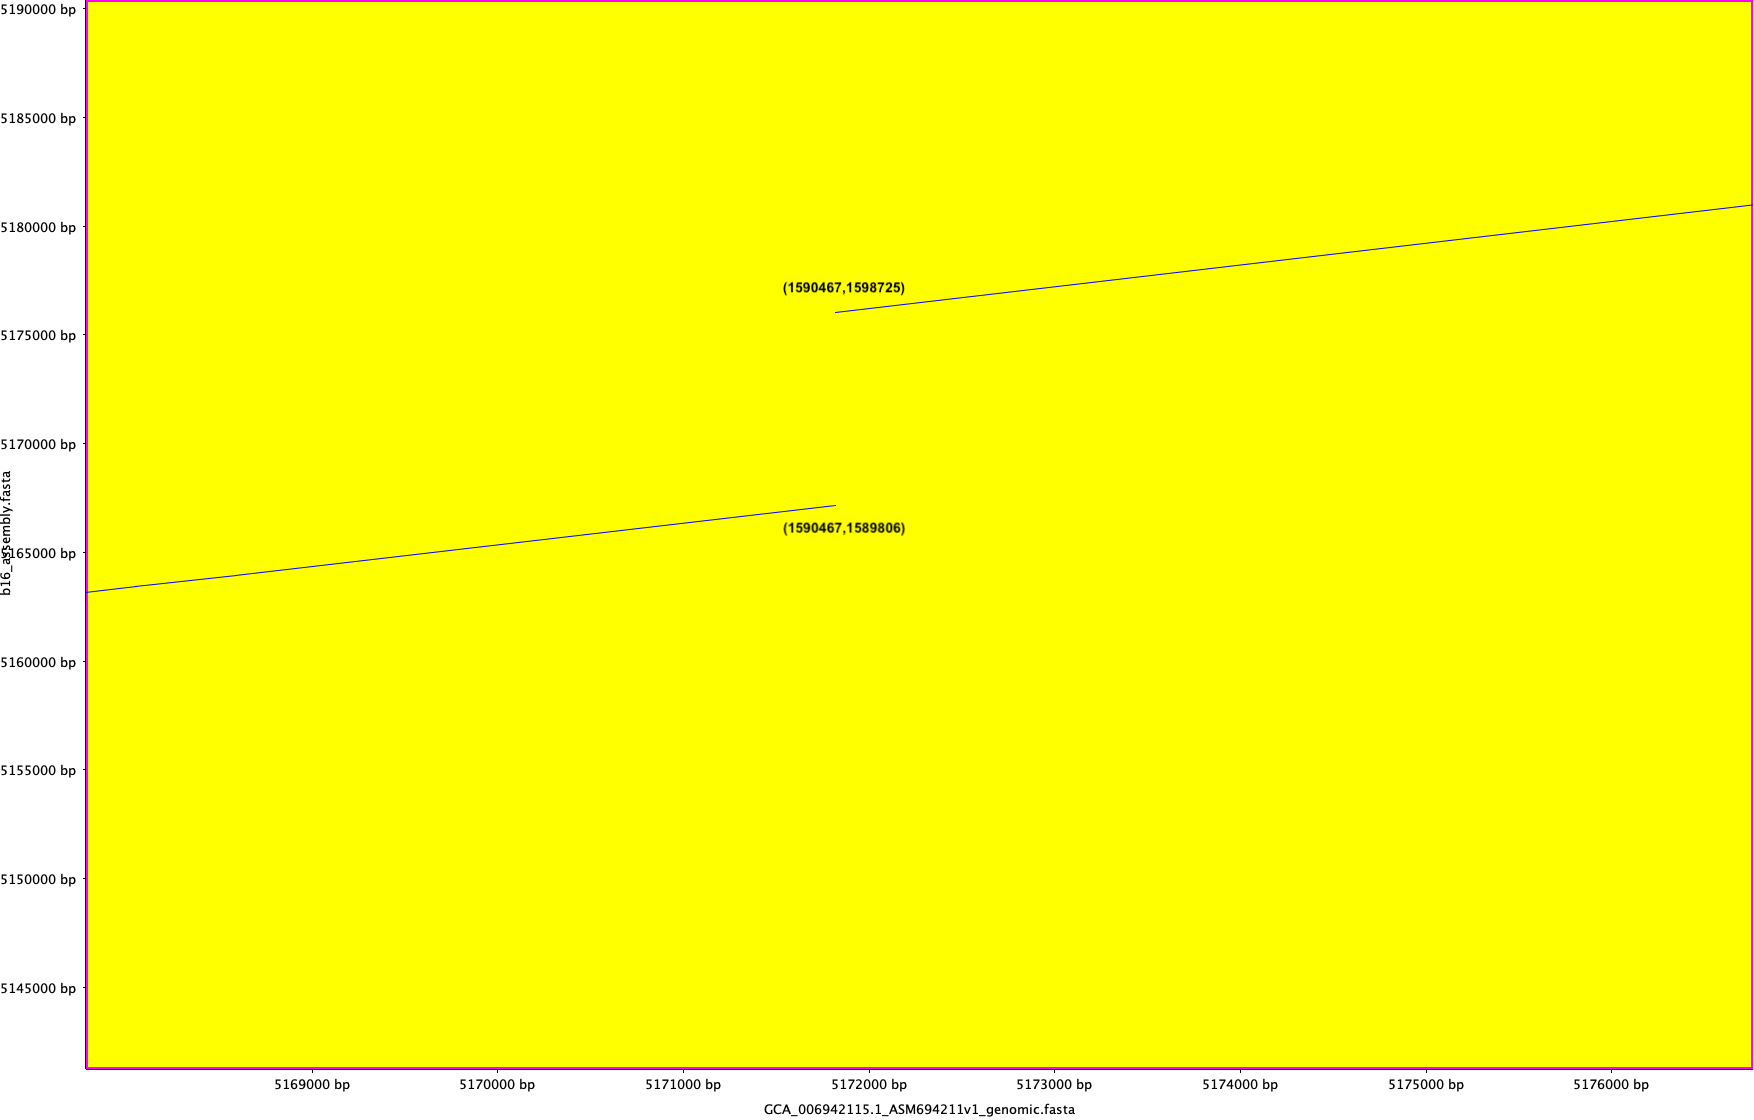 5190000 bp
5185000 bp
5180000 bp
(1590467,1598725)
5175000 bp
5170000 bp
b16_assembly.fasta
(1590467,1589806)
5165000 bp
5160000 bp
5155000 bp
5150000 bp
5145000 bp
5169000 bp
5170000 bp
5171000 bp
5172000 bp
5173000 bp
5174000 bp
5175000 bp
5176000 bp
GCA_006942115.1_ASM694211v1_genomic.fasta